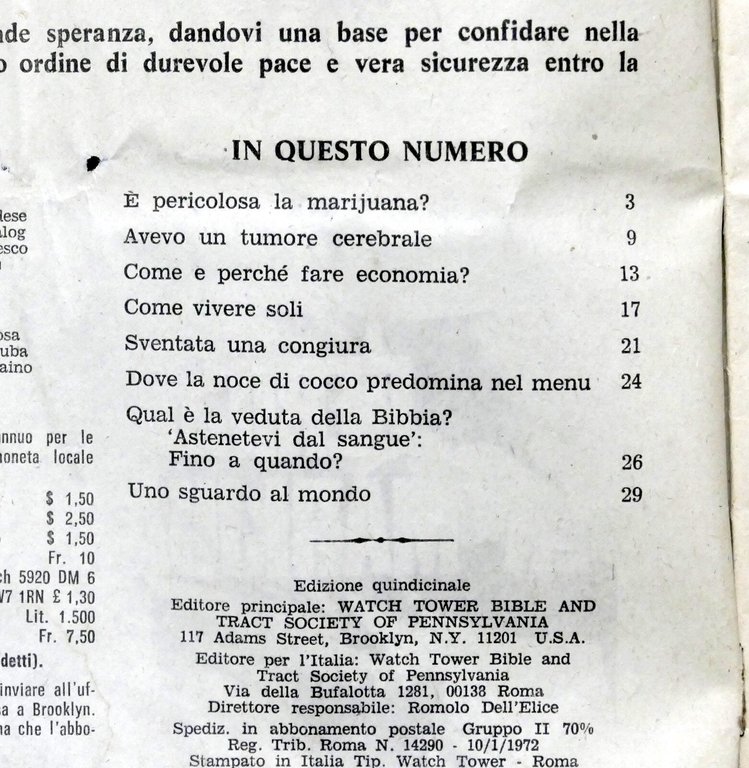 nde speranza, dandovi una base per confidare nella
o ordine di durevole pace e vera sicurezza entro la
IN QUESTO NUMERO
È pericolosa la marijuana? 3
Avevo un tumore cerebrale 9
Come e perché fare economia? 13
Come vivere soli 17
Sventata una congiura 21
Dove la noce di cocco predomina nel menu 24
Qual è la veduta della Bibbia?
'Astenetevi dal sangue':
Fino a quando? 26
Uno sguardo al mondo 29
Edizione quindicinale
Editore principale: WATCH TOWER BIBLE AND
TRACT SOCIETY OF PENNSYLVANIA
117 Adams Street, Brooklyn, N.Y. 11201 U.S.A.
Editore per l'Italia: Watch Tower Bible and
Tract Society of Pennsylvania
Via della Bufalotta 1281, 00138 Roma
Direttore responsabile: Romolo Dell'Elice
Spediz. in abbonamento postale Gruppo II 70%
Reg. Trib. Roma N. 14290 - 10/1/1972
Stampato in Italia Tip. Watch Tower - Roma
lese
alog
esco
osa
uba
aino
nnuo per le
noneta locale
$ 1,50
$ 2,50
$ 1,50
Fr. 10
ch 5920 DM 6
W7 1RN £ 1,30
Lit. 1.500
Fr. 7,50
detti).
inviare all'uf-
sa a Brooklyn.
ma che l'abbo-